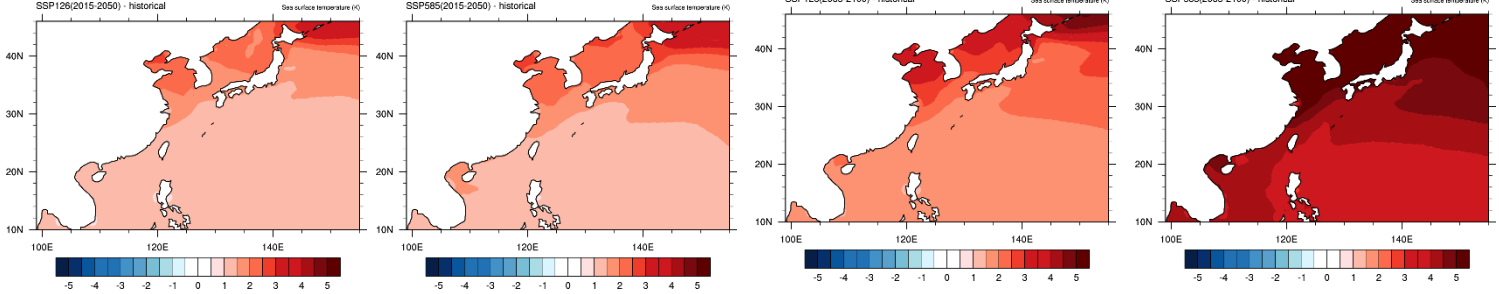 SSP126(2015-2050) - historical Sea surface temperature (K)
40N
30N
20N
10N
100E 120E 140E
-5 -4 -3 -2 -1 0 1 2 3 4 5
SSP585(2015-2050) - historical Sea surface temperature (K)
40N
30N
20N
10N
100E 120E 140E
-5 -4 -3 -2 -1 0 1 2 3 4 5
historical
40N
30N
20N
10N
100E 120E 140E
-5 -4 -3 -2 -1 0 1 2 3 4 5
historical
40N
30N
20N
10N
100E 120E 140E
-5 -4 -3 -2 -1 0 1 2 3 4 5